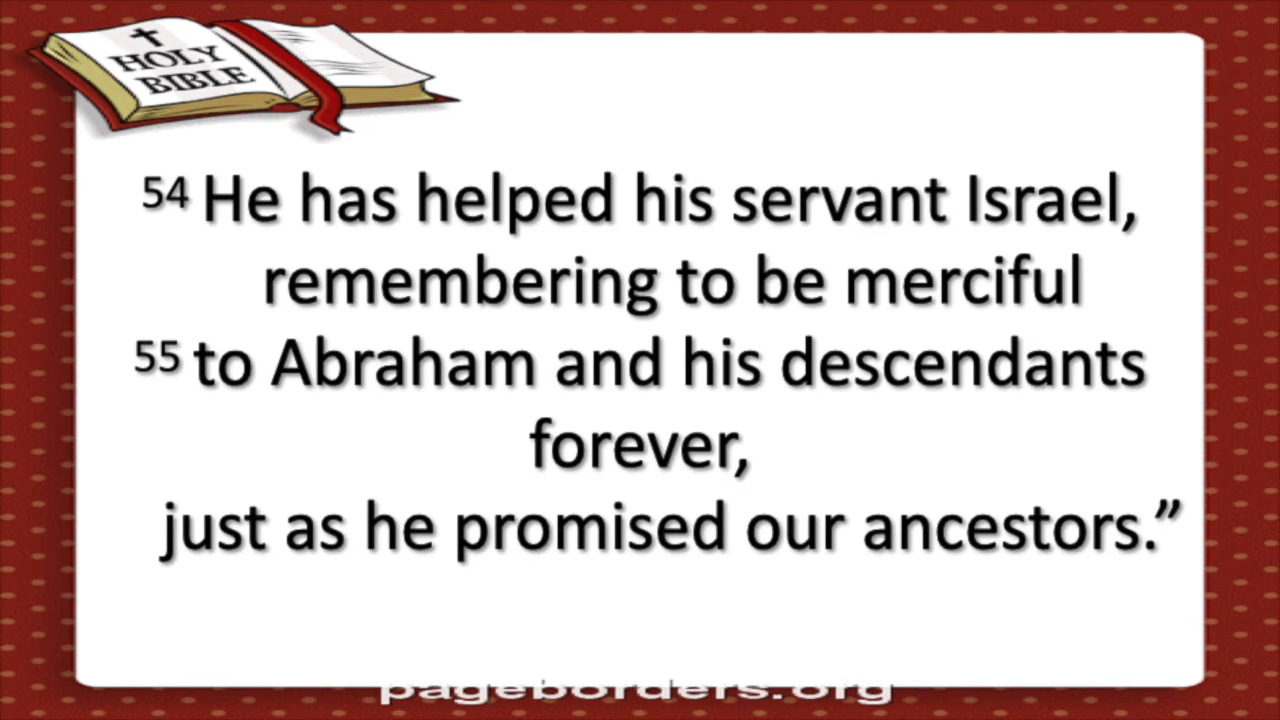 HOLY
BIBLE
54 He has helped his servant Israel,
remembering to be merciful
55 to Abraham and his descendants
forever,
just as he promised our ancestors.”
pageborders.org